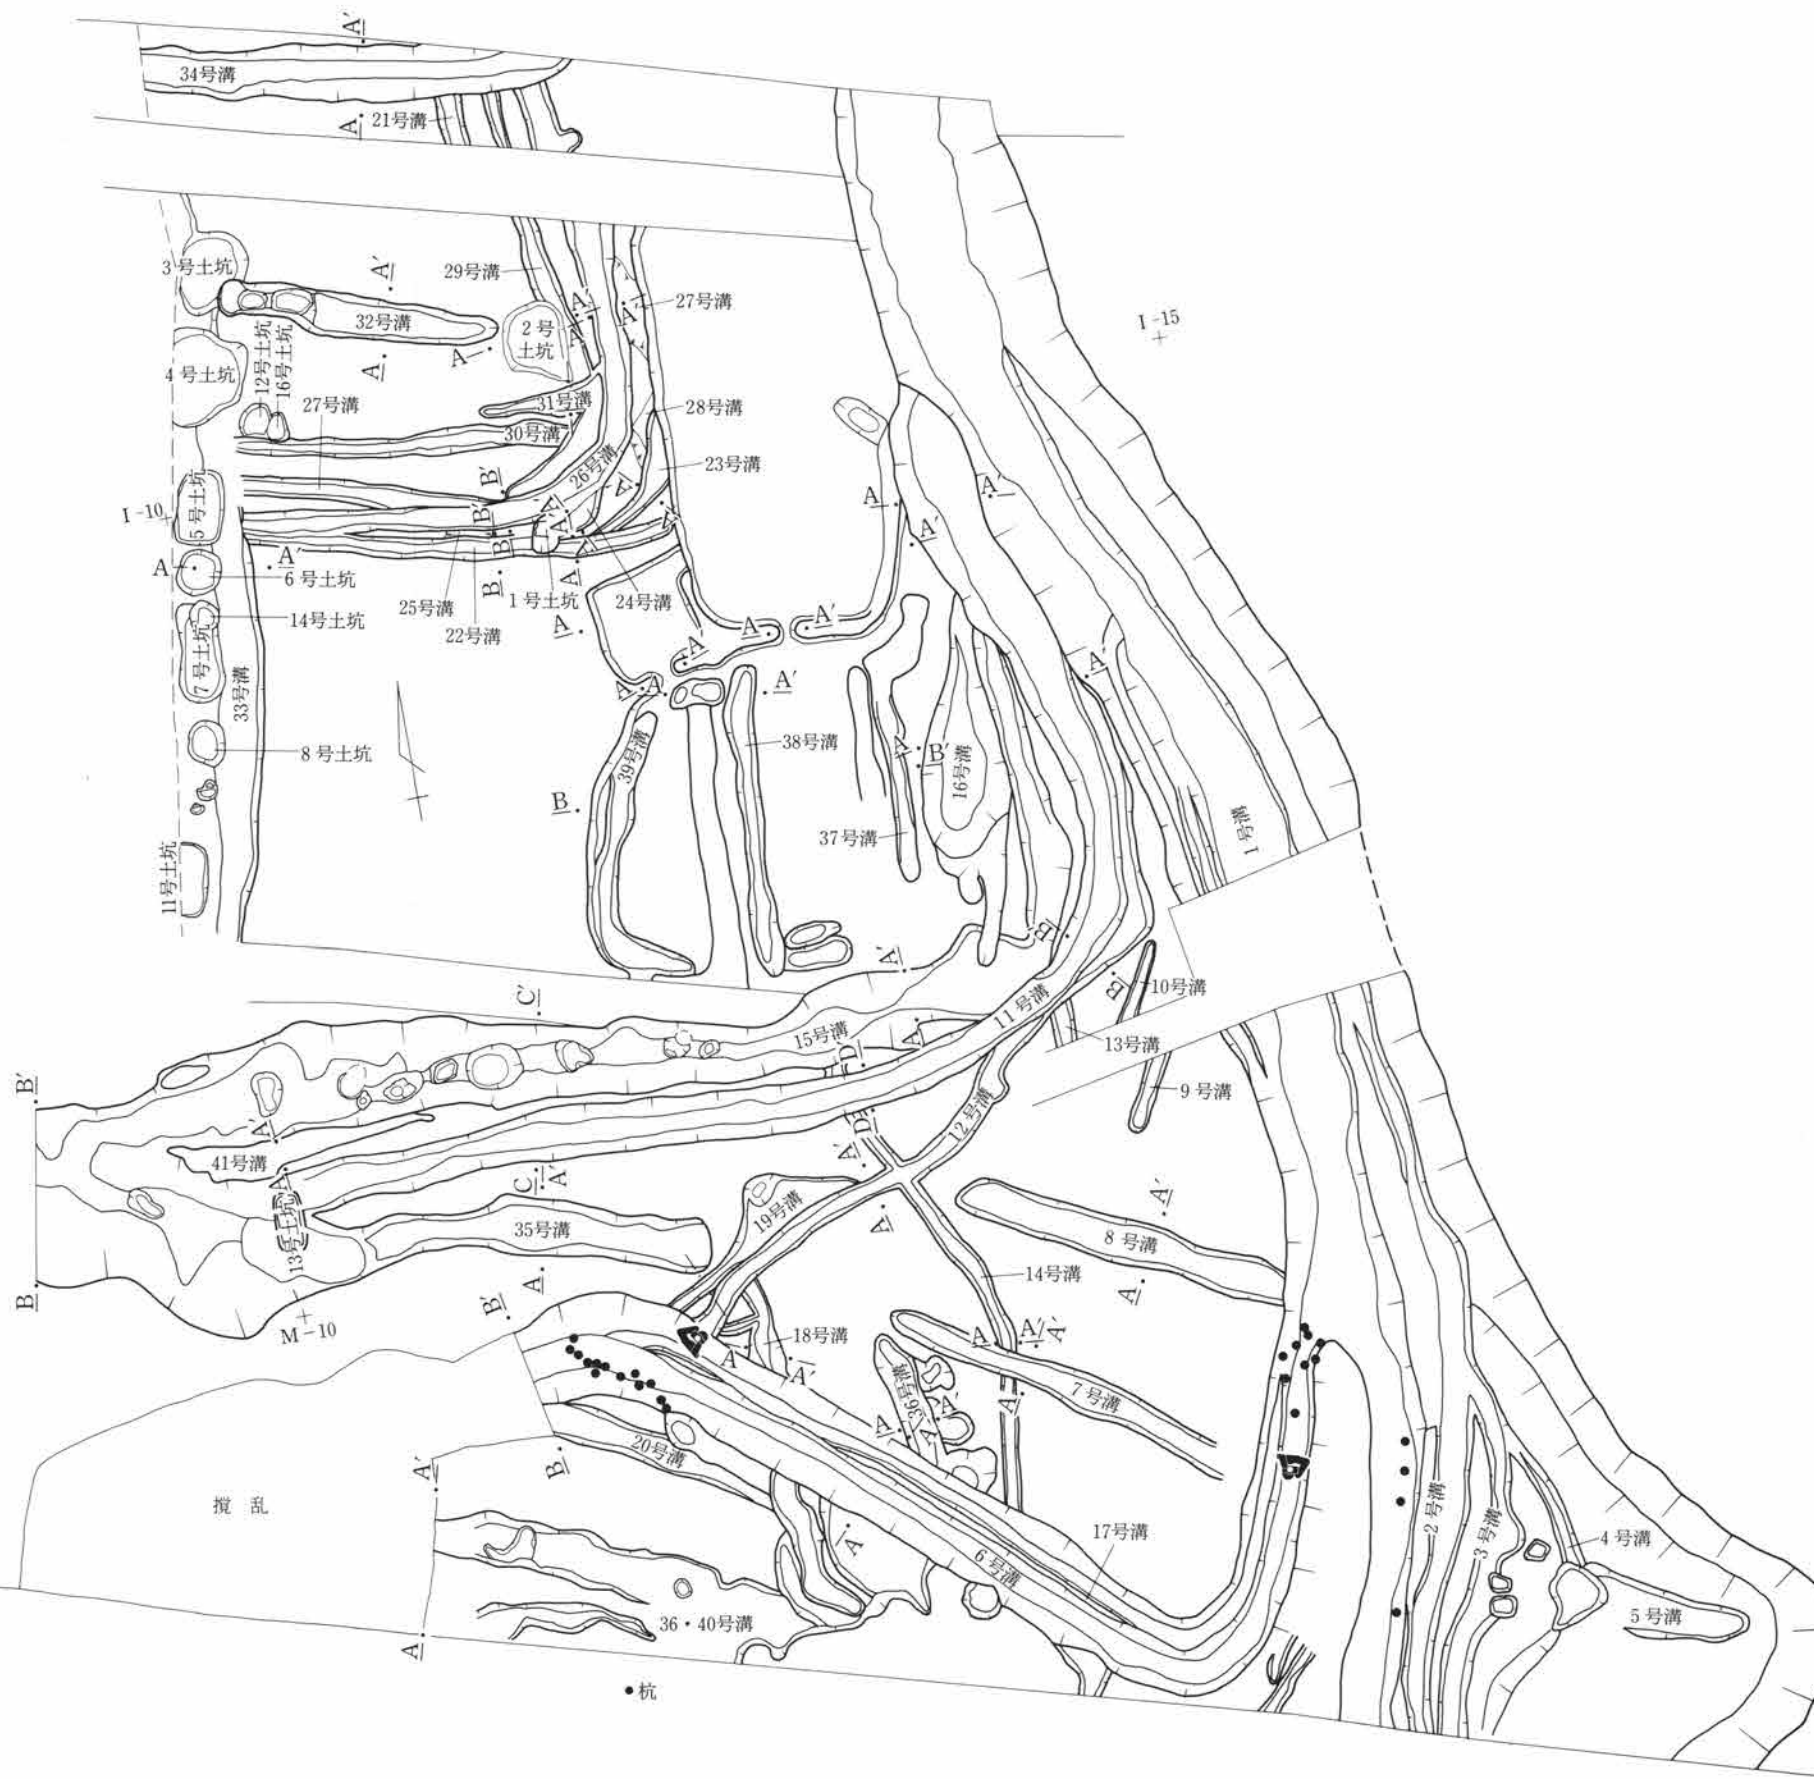 A′
34号溝
A
21号溝
3号土坑
A′
29号溝
A′
A′
27号溝
I-15
32号溝
2号
土坑
A
A
A
4号土坑
12号土坑
16号土坑
27号溝
31号溝
28号溝
30号溝
26号溝
23号溝
B′
A
A′
A
I-10
5号土坑
B′
A′
A
A
A′
B
A
A′
6号土坑
B
A
25号溝
1号土坑
24号溝
14号土坑
22号溝
A
A
A′
7号土坑
A′
A′
33号溝
A
A
A′
8号土坑
39号溝
38号溝
A
B′
16号溝
B
37号溝
1号溝
11号土坑
B′
A′
B
10号溝
C′
11号溝
15号溝
A
13号溝
B′
D′
9号溝
A′
D
12号溝
41号溝
A
C
A′
A′
13号土坑
19号溝
A′
35号溝
A
8号溝
14号溝
B
A
A
B′
M-10
18号溝
A
A′
A′
A
A′
A
36号溝
7号溝
A
A′
A
A′
20号溝
B
A′
攪乱
2号溝
17号溝
3号溝
4号溝
A
6号溝
36・40号溝
5号溝
A
●杭